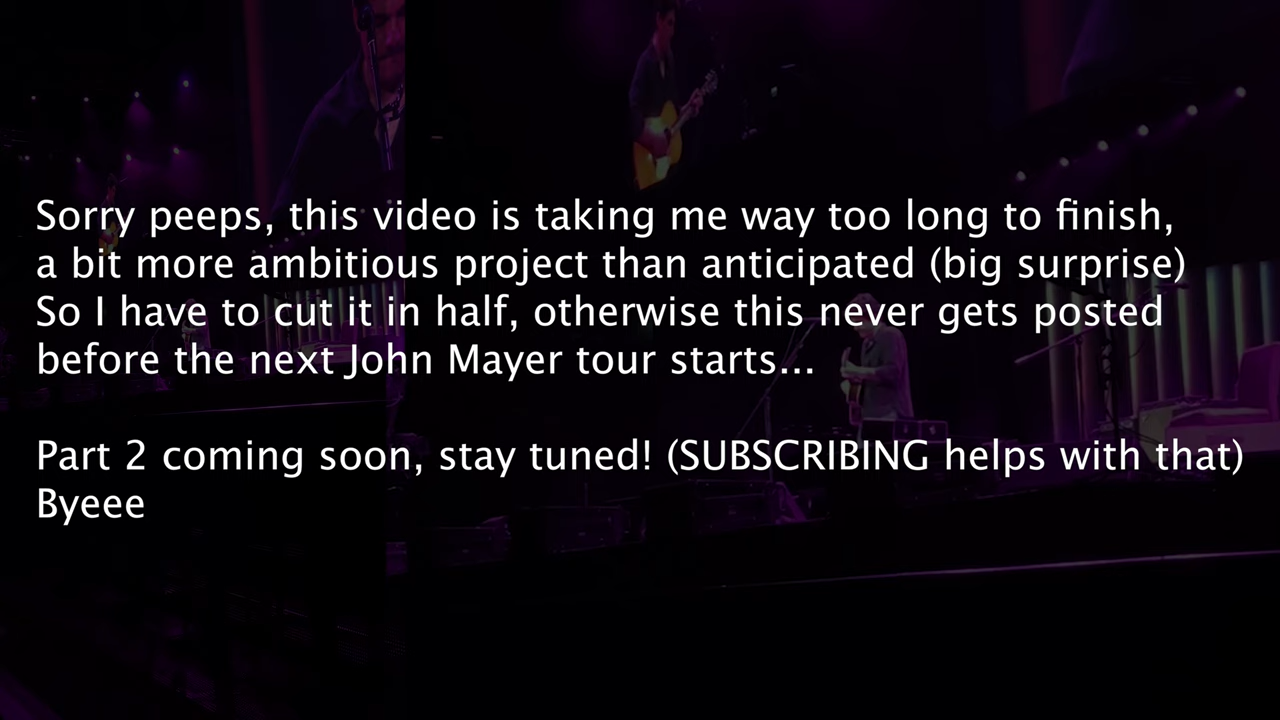 Sorry peeps, this video is taking me way too long to finish,
a bit more ambitious project than anticipated (big surprise)
So I have to cut it in half, otherwise this never gets posted
before the next John Mayer tour starts...
Part 2 coming soon, stay tuned! (SUBSCRIBING helps with that)
Byeee